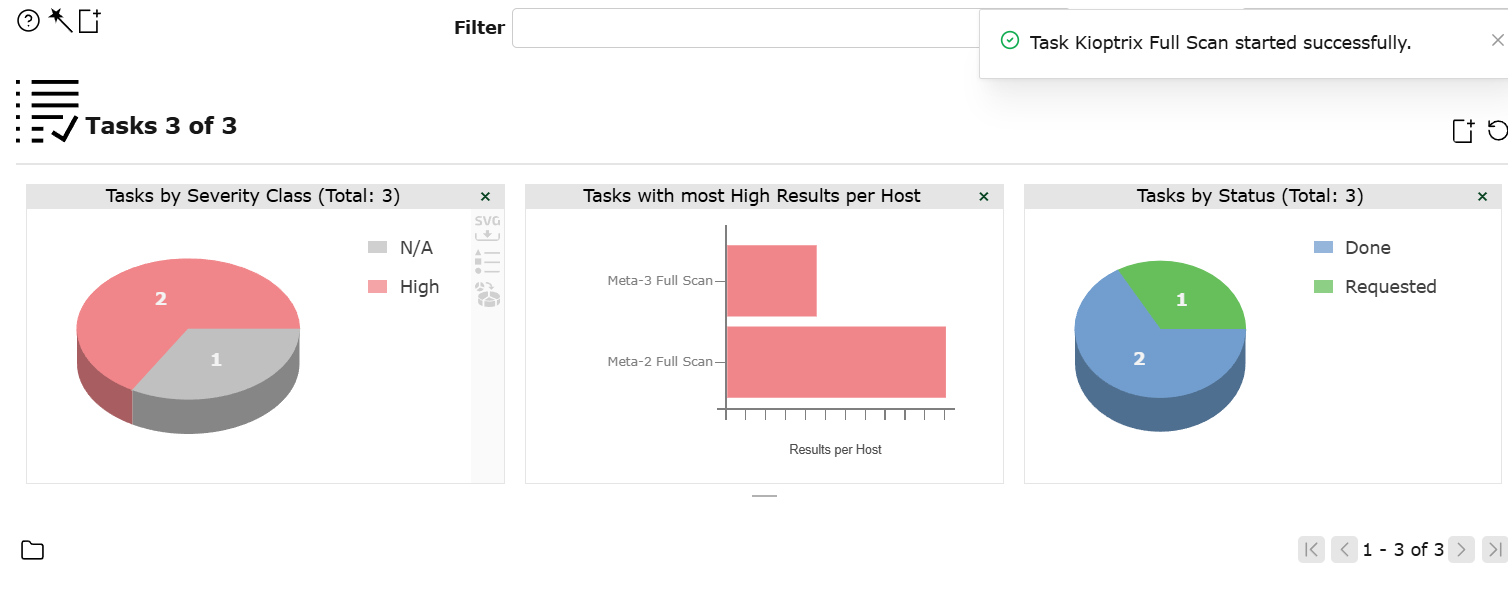 Filter
Task Kioptrix Full Scan started successfully.
Tasks 3 of 3
Tasks by Severity Class (Total: 3)
N/A
High
2
1
SVG
Tasks with most High Results per Host
Meta-3 Full Scan
Meta-2 Full Scan
Results per Host
Tasks by Status (Total: 3)
Done
Requested
1
2
1 - 3 of 3